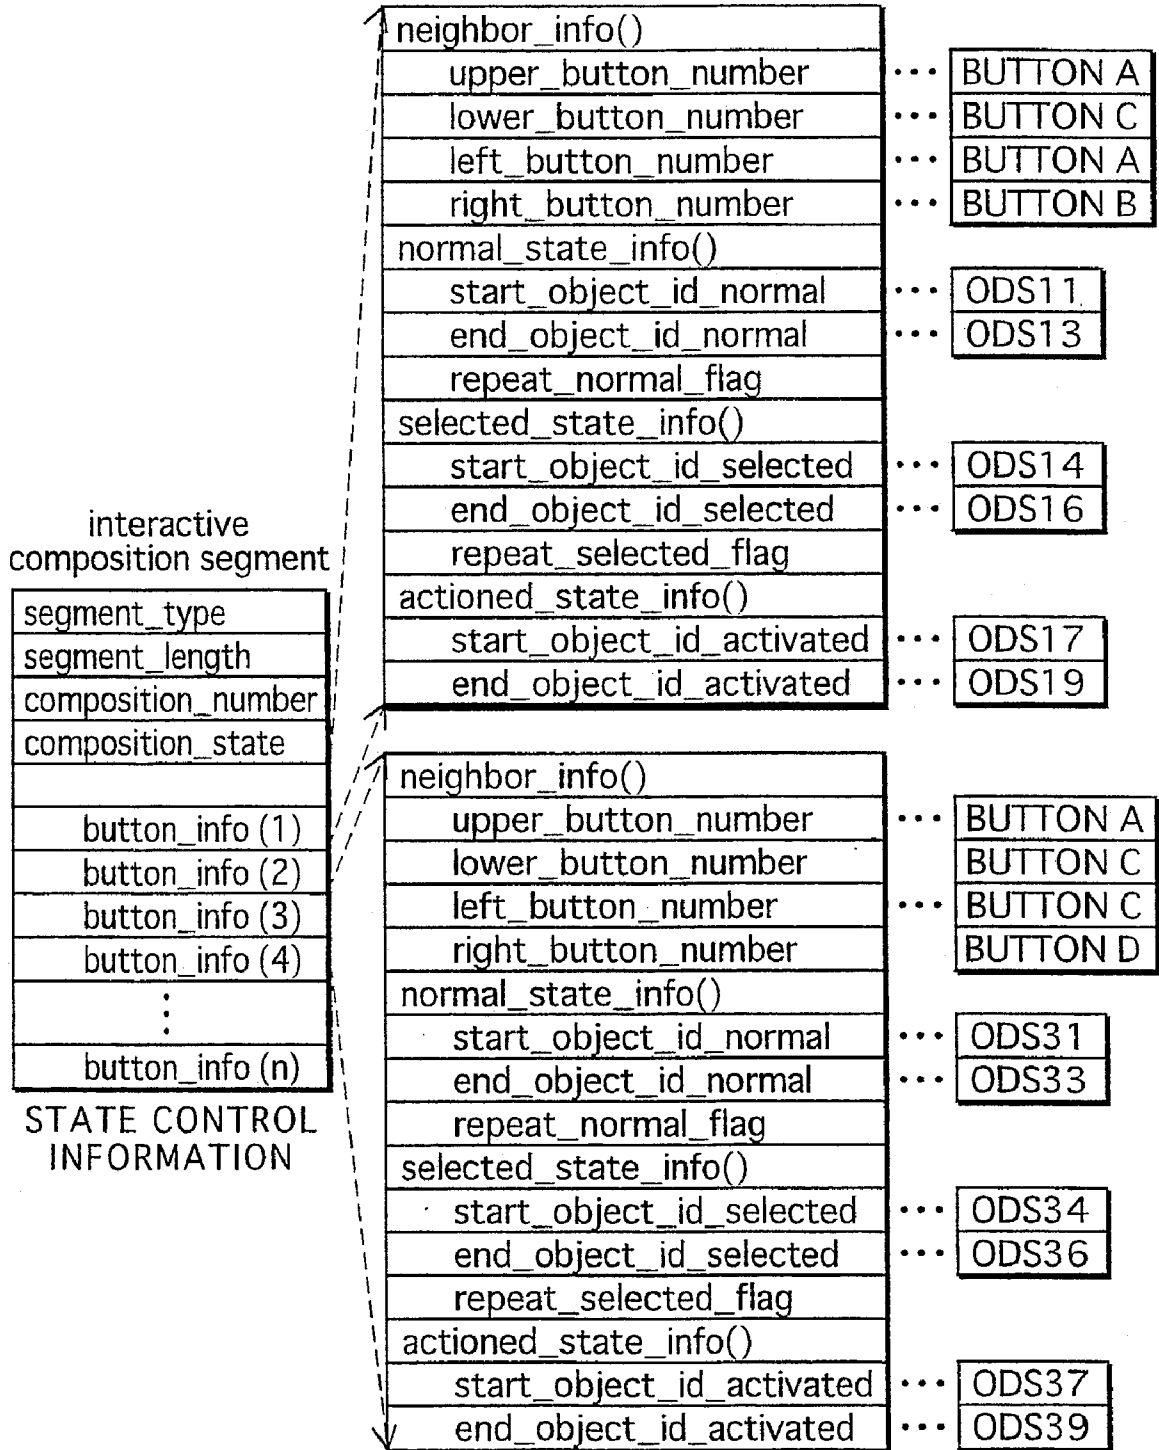 interactive
composition segment
segment_type
segment_length
composition_number
composition_state
button_info (1)
button_info (2)
button_info (3)
button_info (4)
button_info (n)
STATE CONTROL
INFORMATION
neighbor_info()
upper_button_number ... BUTTON A
lower_button_number ... BUTTON C
left_button_number ... BUTTON A
right_button_number ... BUTTON B
normal_state_info()
start_object_id_normal ... ODS11
end_object_id_normal ... ODS13
repeat_normal_flag
selected_state_info()
start_object_id_selected ... ODS14
end_object_id_selected ... ODS16
repeat_selected_flag
actioned_state_info()
start_object_id_activated ... ODS17
end_object_id_activated ... ODS19
neighbor_info()
upper_button_number ... BUTTON A
lower_button_number BUTTON C
left_button_number ... BUTTON C
right_button_number BUTTON D
normal_state_info()
start_object_id_normal ... ODS31
end_object_id_normal ... ODS33
repeat_normal_flag
selected_state_info()
start_object_id_selected ... ODS34
end_object_id_selected ... ODS36
repeat_selected_flag
actioned_state_info()
start_object_id_activated ... ODS37
end_object_id_activated ... ODS39